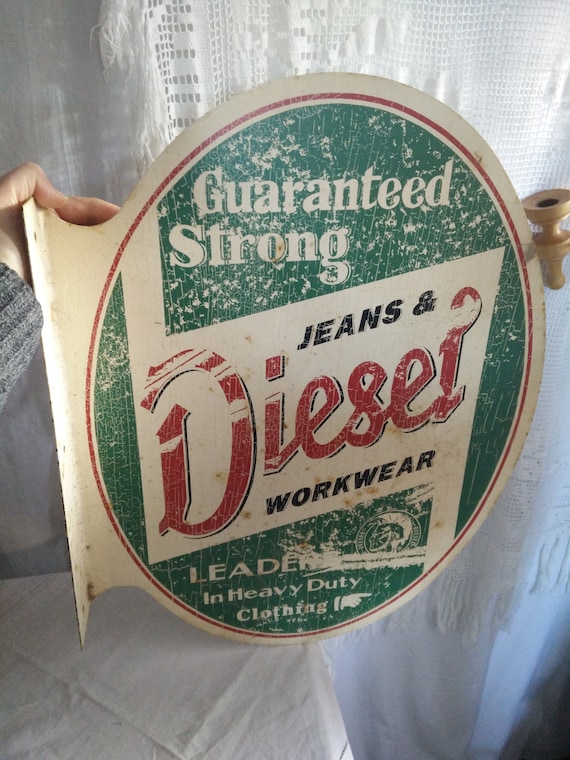 Guaranteed
Strong
JEANS &
Diesel
WORKWEAR
LEADER
In Heavy Duty
Clothing